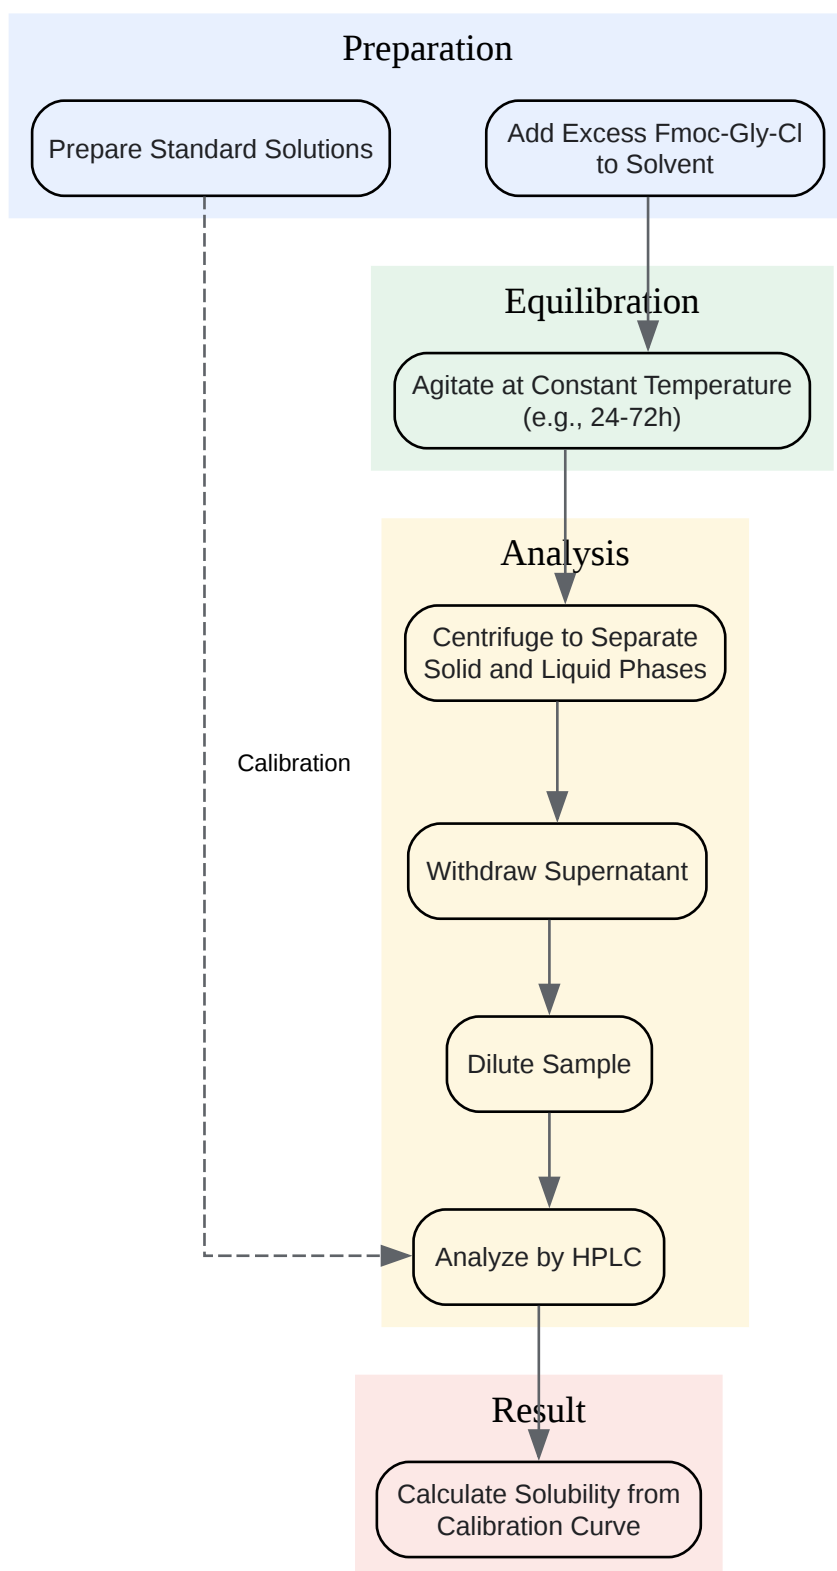 Preparation
Prepare Standard Solutions
Add Excess Fmoc-Gly-Cl
to Solvent
Equilibration
Agitate at Constant Temperature
(e.g., 24-72h)
Analysis
Centrifuge to Separate
Solid and Liquid Phases
Calibration
Withdraw Supernatant
Dilute Sample
Analyze by HPLC
Result
Calculate Solubility from
Calibration Curve